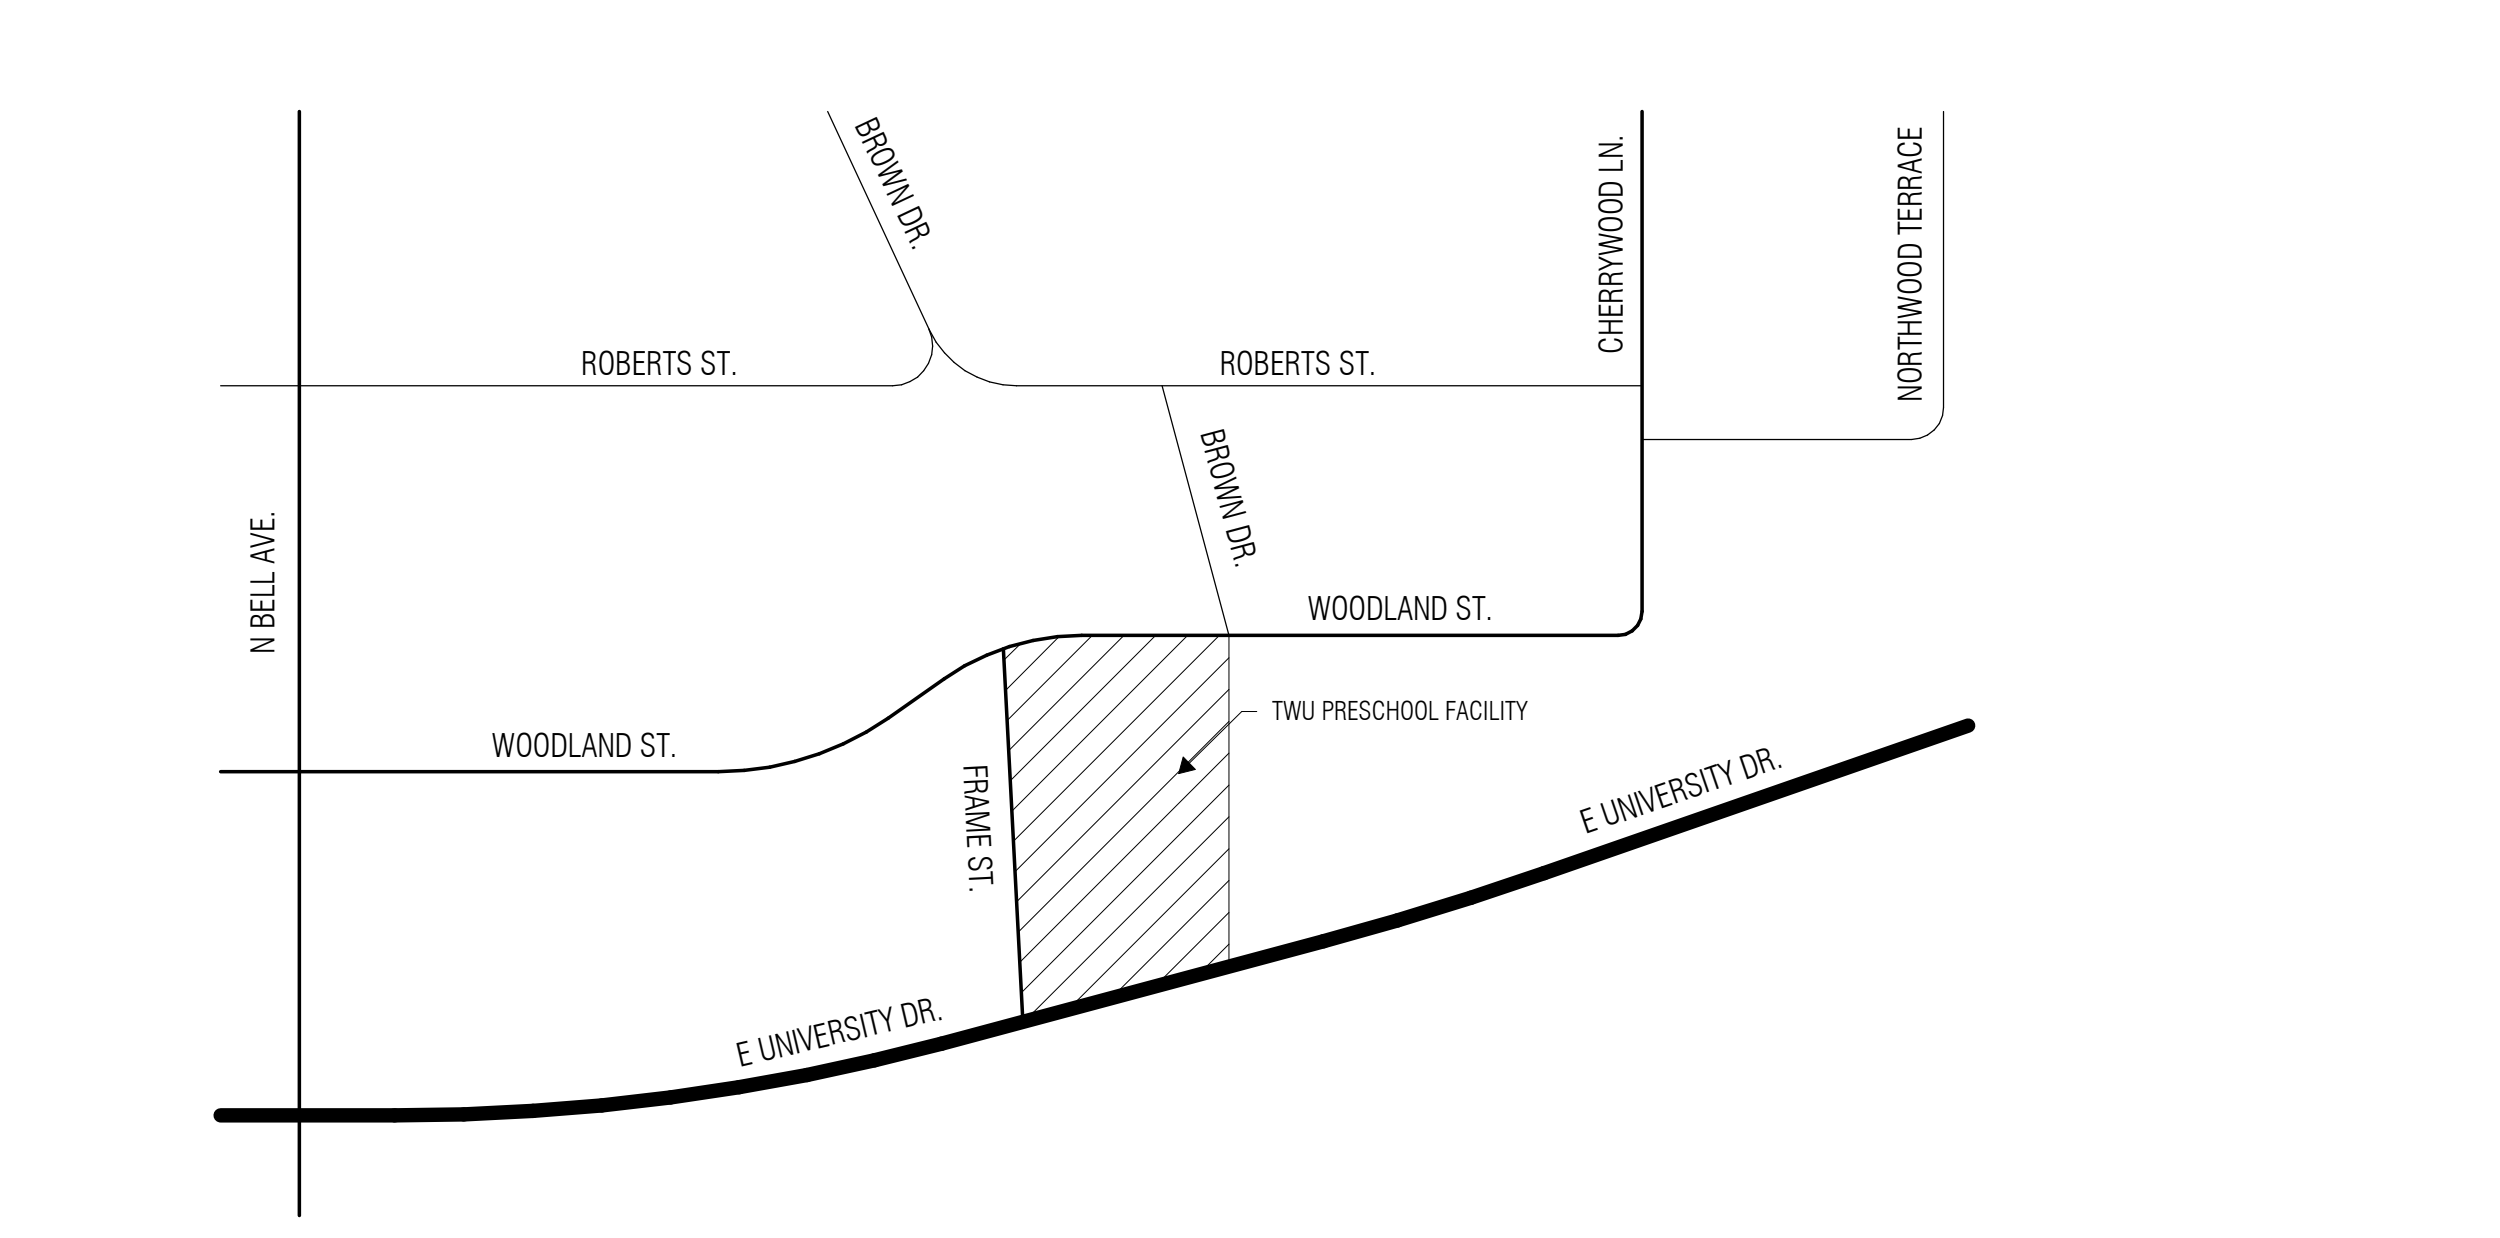 BROWN DR.
CHERRYWOOD LN.
NORTHWOOD TERRACE
ROBERTS ST.
ROBERTS ST.
BROWN DR.
N BELL AVE.
WOODLAND ST.
TWU PRESCHOOL FACILITY
WOODLAND ST.
FRAME ST.
E UNIVERSITY DR.
E UNIVERSITY DR.